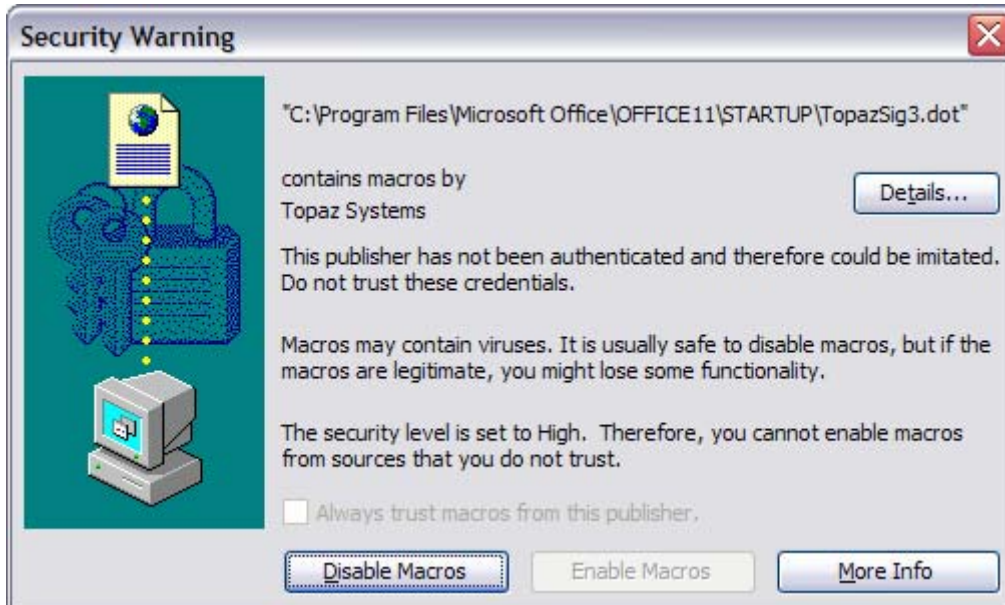 Security Warning
"C:\Program Files\Microsoft Office\OFFICE11\STARTUP\TopazSig3.dot"
contains macros by
Topaz Systems
Details...
This publisher has not been authenticated and therefore could be imitated.
Do not trust these credentials.
Macros may contain viruses. It is usually safe to disable macros, but if the
macros are legitimate, you might lose some functionality.
The security level is set to High.  Therefore, you cannot enable macros
from sources that you do not trust.
Always trust macros from this publisher.
Disable Macros
Enable Macros
More Info